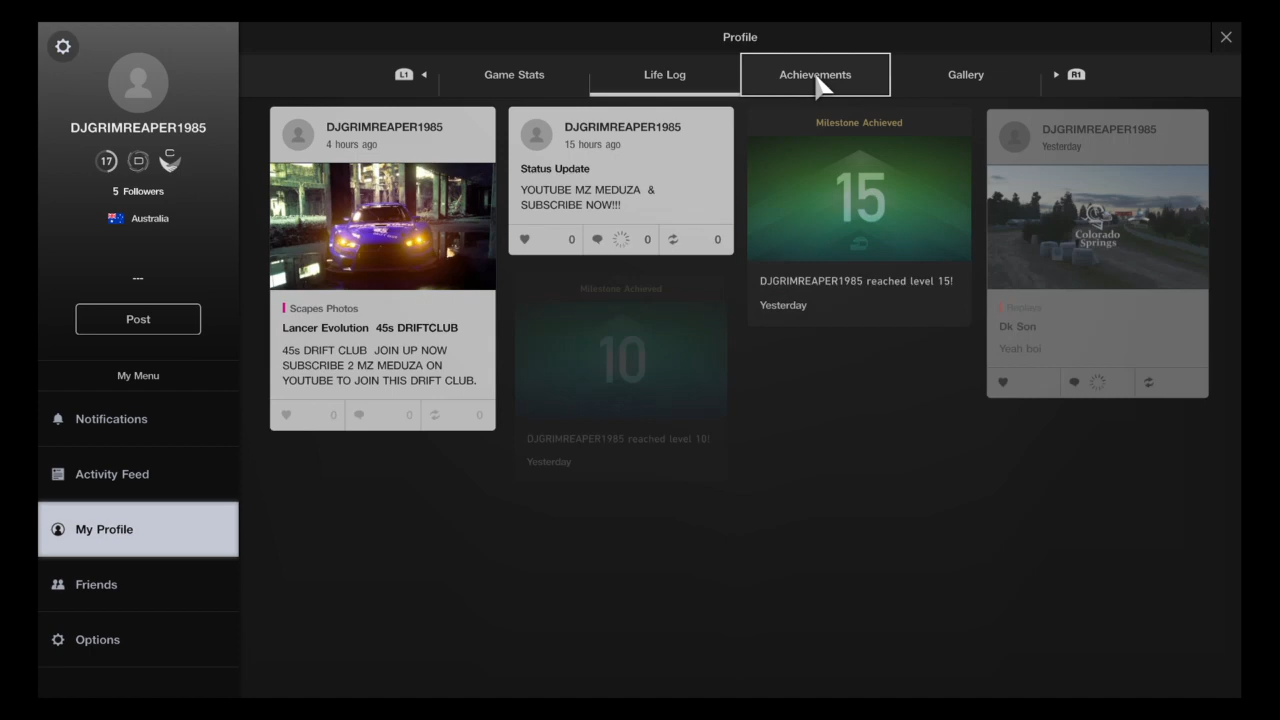 Profile
L1
Game Stats
Life Log
Achievements
Gallery
R1
DJGRIMREAPER1985
17
C
5 Followers
Australia
---
Post
My Menu
Notifications
Activity Feed
My Profile
Friends
Options
DJGRIMREAPER1985
4 hours ago
Scapes Photos
Lancer Evolution 45s DRIFTCLUB
45s DRIFT CLUB JOIN UP NOW
SUBSCRIBE 2 MZ MEDUZA ON
YOUTUBE TO JOIN THIS DRIFT CLUB.
0
0
0
DJGRIMREAPER1985
15 hours ago
Status Update
YOUTUBE MZ MEDUZA &
SUBSCRIBE NOW!!!
0
0
0
Milestone Achieved
10
DJGRIMREAPER1985 reached level 10!
Yesterday
Milestone Achieved
15
DJGRIMREAPER1985 reached level 15!
Yesterday
DJGRIMREAPER1985
Yesterday
Colorado
Springs
Replays
Dk Son
Yeah boi